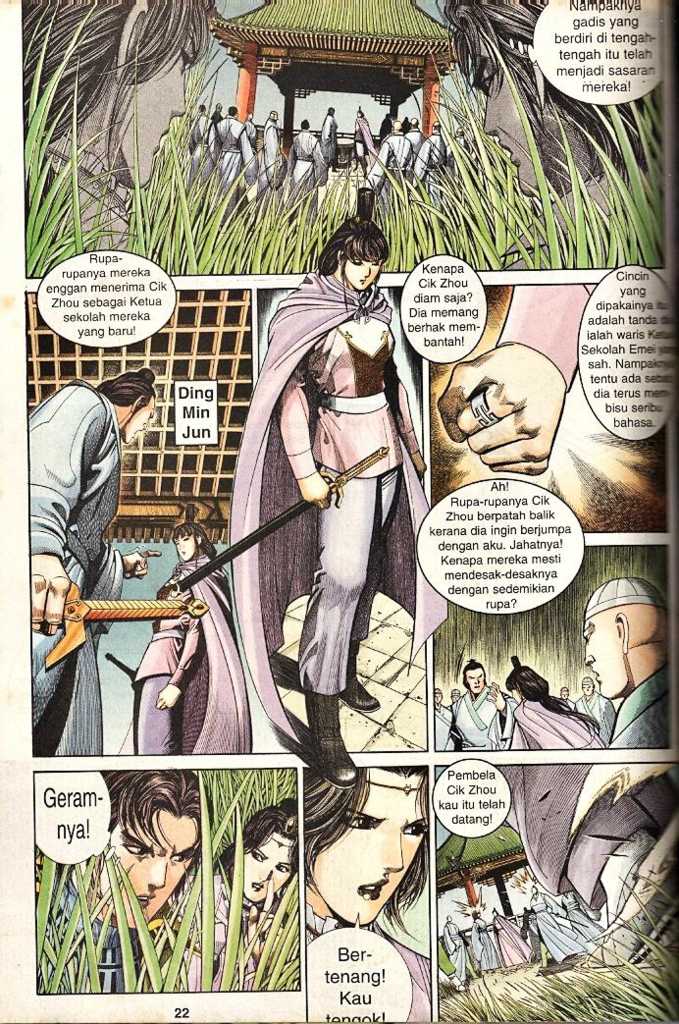 Nampaknya
gadis yang
berdiri di tengah-
tengah itu telah
menjadi sasaran
mereka!
Rupa-
rupanya mereka
enggan menerima Cik
Zhou sebagai Ketua
sekolah mereka
yang baru!
Ding
Min
Jun
Kenapa
Cik Zhou
diam saja?
Dia memang
berhak mem-
bantah!
Cincin
yang
dipakainya
adalah tanda
ialah waris
Sekolah Emei
sah. Nampak
tentu ada
dia terus
bisu seribu
bahasa.
Ah!
Rupa-rupanya Cik
Zhou berpatah balik
kerana dia ingin berjumpa
dengan aku. Jahatnya!
Kenapa mereka mesti
mendesak-desaknya
dengan sedemikian
rupa?
Geram-
nya!
Ber-
tenang!
Kau
tengok!
Pembela
Cik Zhou
kau itu telah
datang!
22